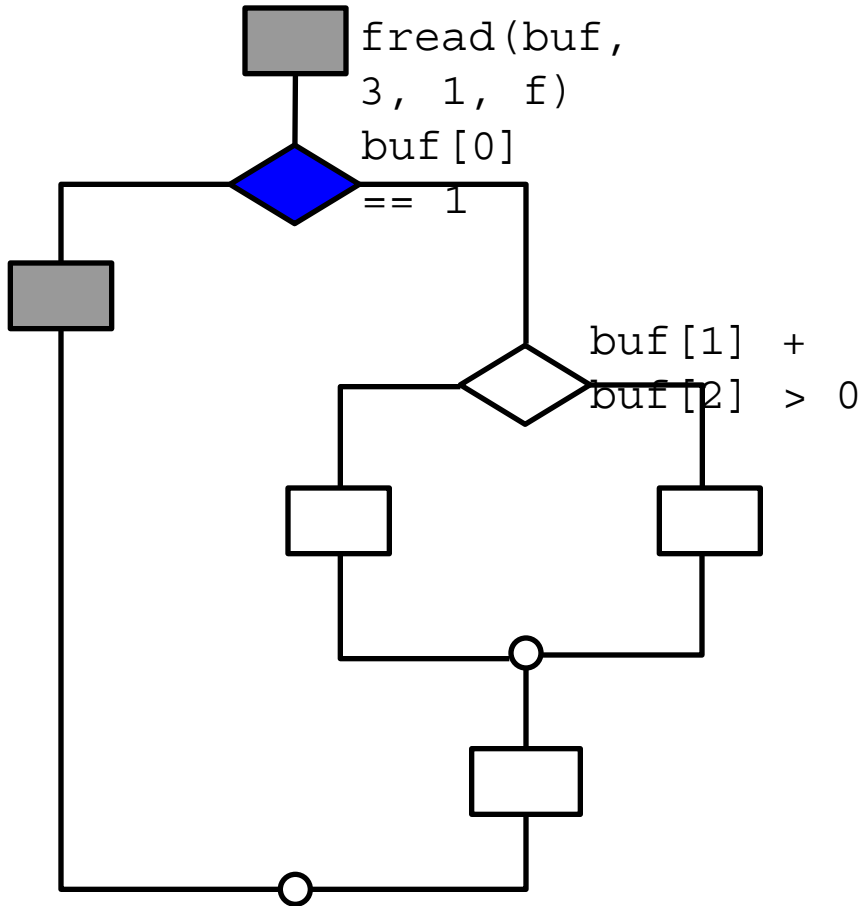 fread(buf,
3, 1, f)
buf[0]
== 1
buf[1] +
buf[2] > 0